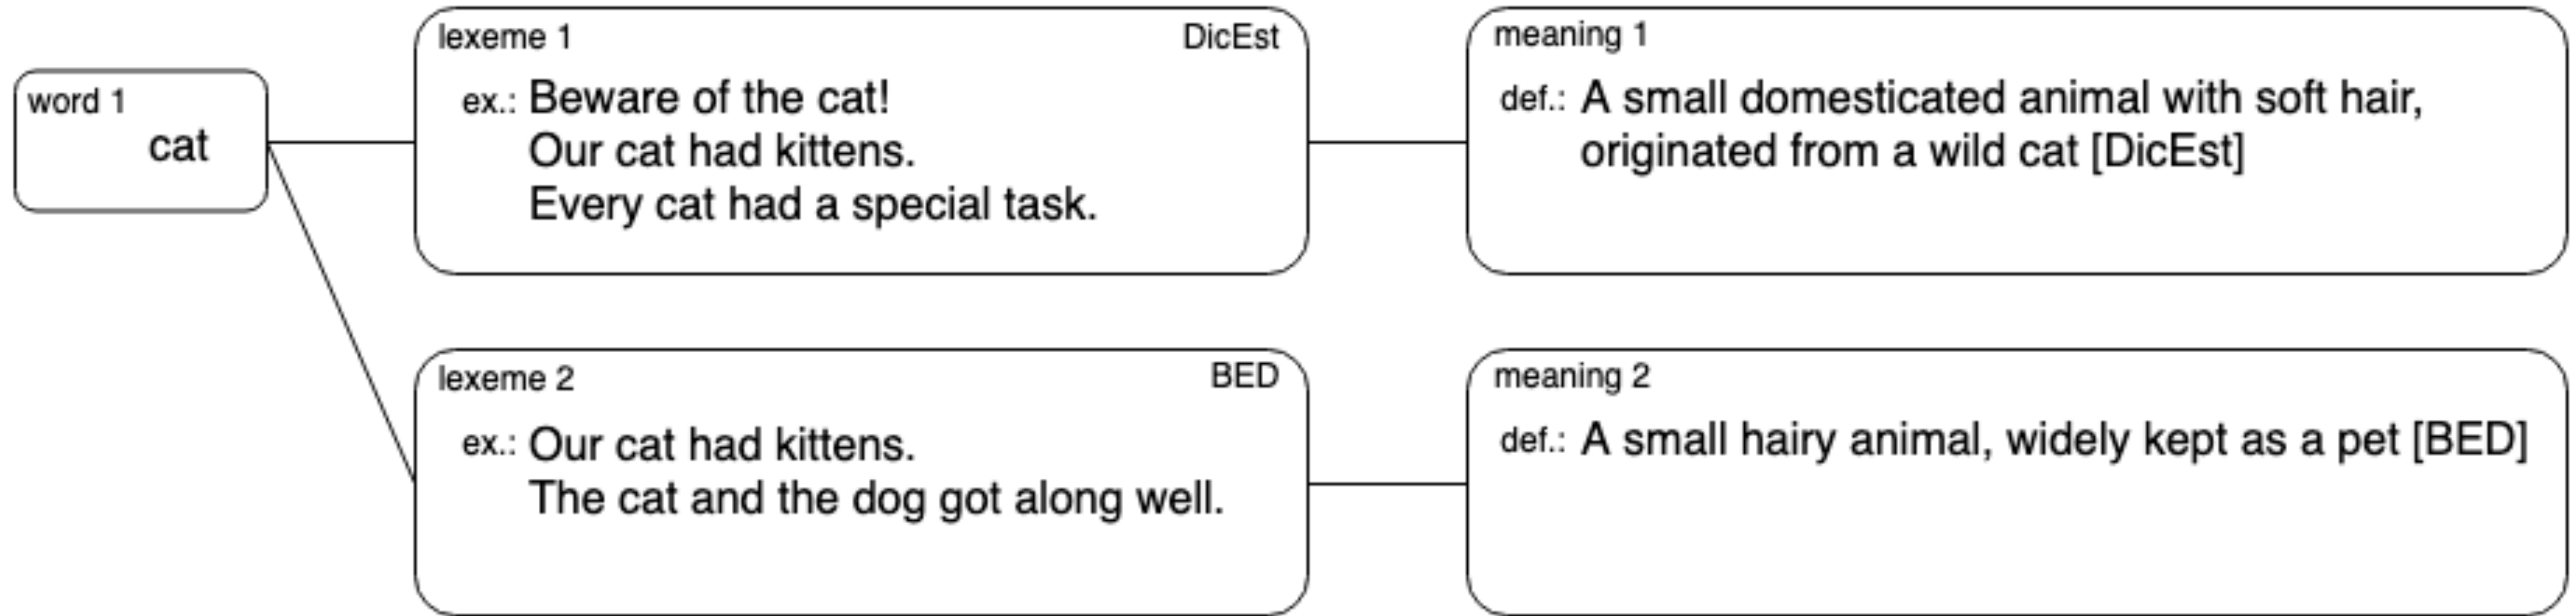 word 1
cat
lexeme 1 DicEst
ex.: Beware of the cat!
Our cat had kittens.
Every cat had a special task.
meaning 1
def.: A small domesticated animal with soft hair,
originated from a wild cat [DicEst]
lexeme 2 BED
ex.: Our cat had kittens.
The cat and the dog got along well.
meaning 2
def.: A small hairy animal, widely kept as a pet [BED]